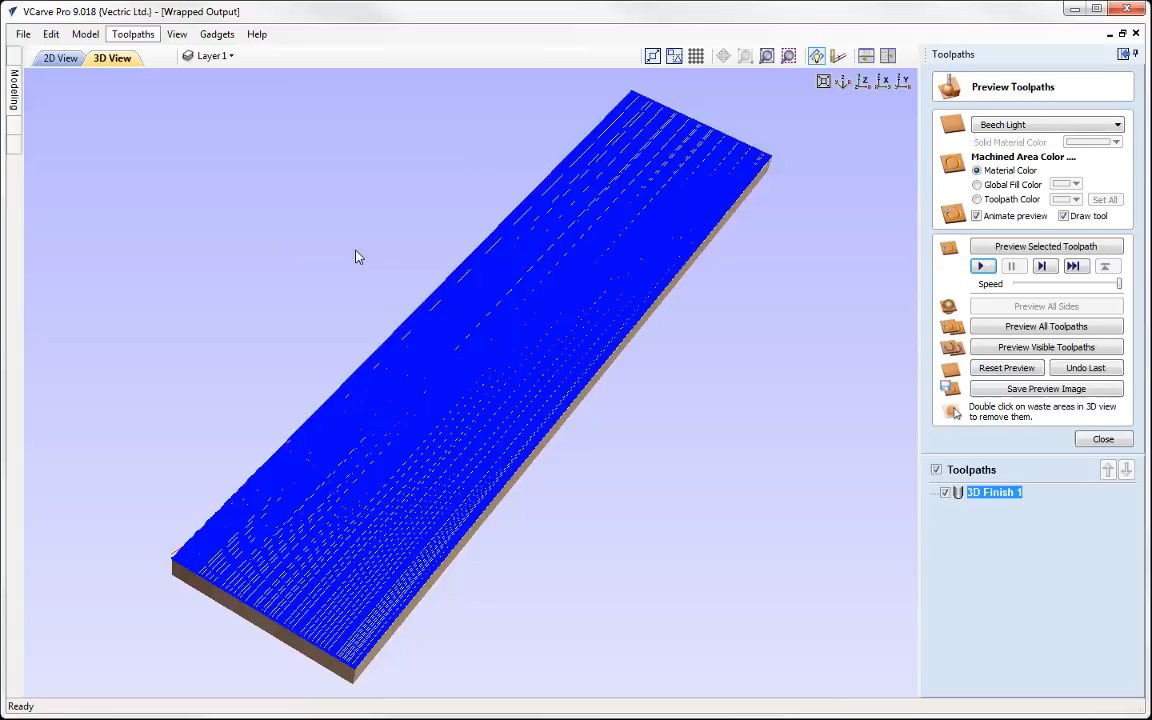 VCarve Pro 9.018 {Vectric Ltd.} - [Wrapped Output]
File Edit Model Toolpaths View Gadgets Help
2D View 3D View Layer 1
Modeling
Z X Y
Toolpaths
Preview Toolpaths
Beech Light
Solid Material Color
Machined Area Color ....
Material Color
Global Fill Color
Toolpath Color Set All
Animate preview Draw tool
Preview Selected Toolpath
Speed
Preview All Sides
Preview All Toolpaths
Preview Visible Toolpaths
Reset Preview Undo Last
Save Preview Image
Double click on waste areas in 3D view
to remove them.
Close
Toolpaths
3D Finish 1
Ready